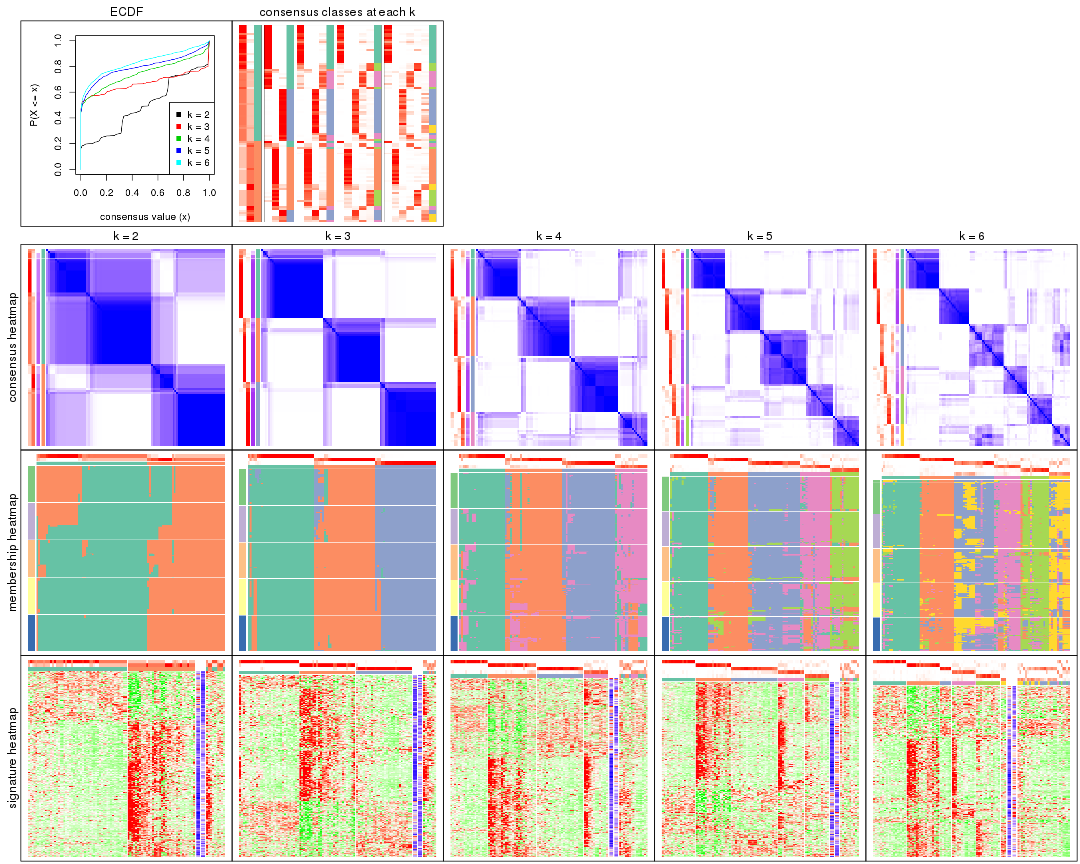 ECDF
consensus classes at each k
P(X <= x)
0.0 0.2 0.4 0.6 0.8 1.0
k = 2
k = 3
k = 4
k = 5
k = 6
0.0 0.2 0.4 0.6 0.8 1.0
consensus value (x)
k = 2 k = 3 k = 4 k = 5 k = 6
consensus heatmap
membership heatmap
signature heatmap